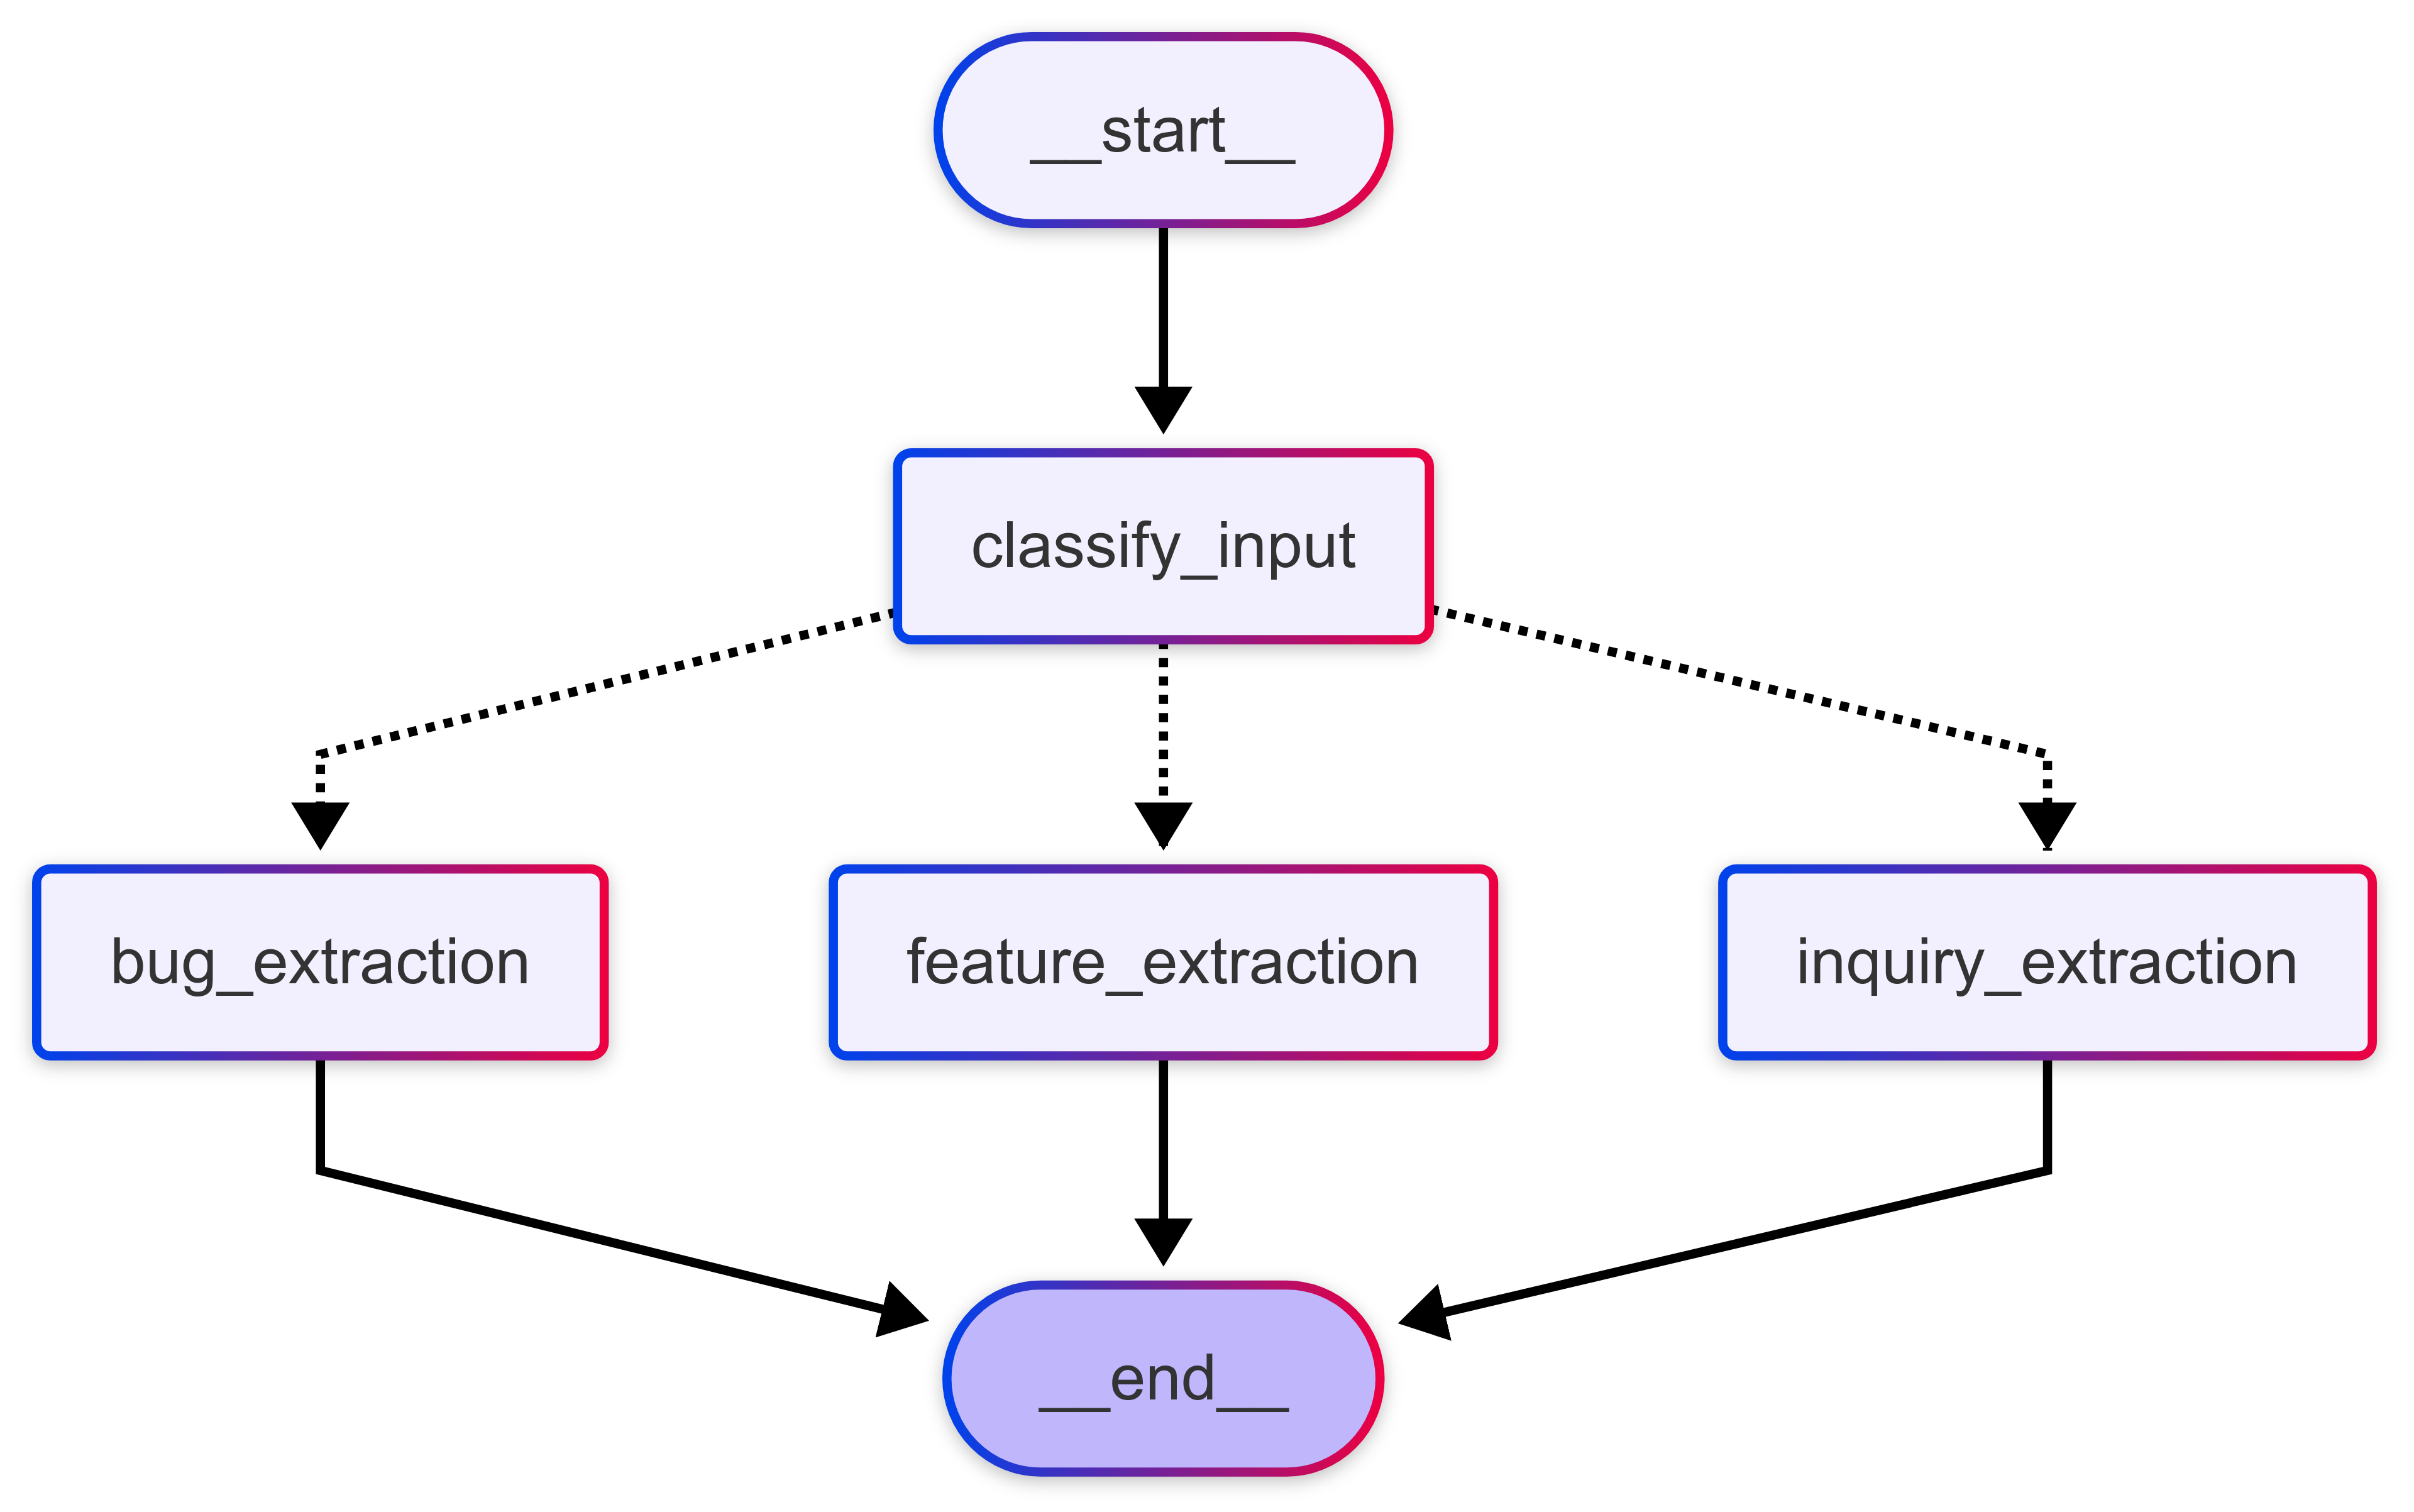 __start__
classify_input
bug_extraction
feature_extraction
inquiry_extraction
__end__